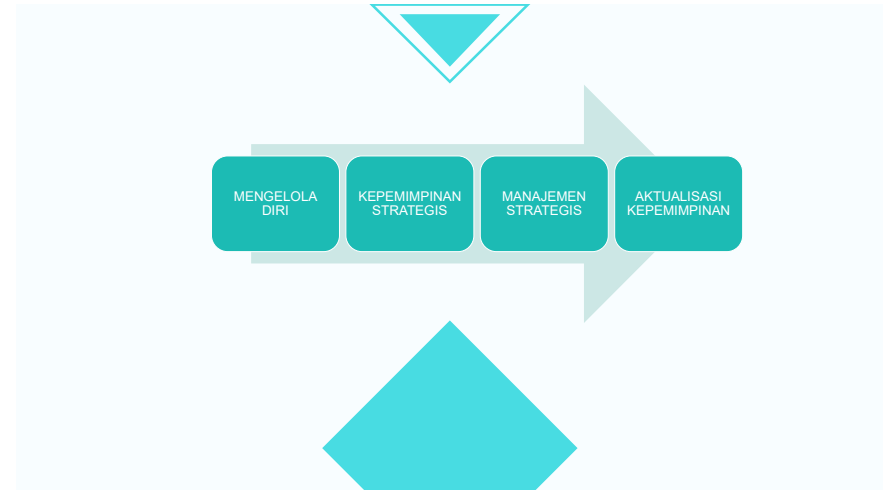 MENGELOLA
DIRI
KEPEMIMPINAN
STRATEGIS
MANAJEMEN
STRATEGIS
AKTUALISASI
KEPEMIMPINAN